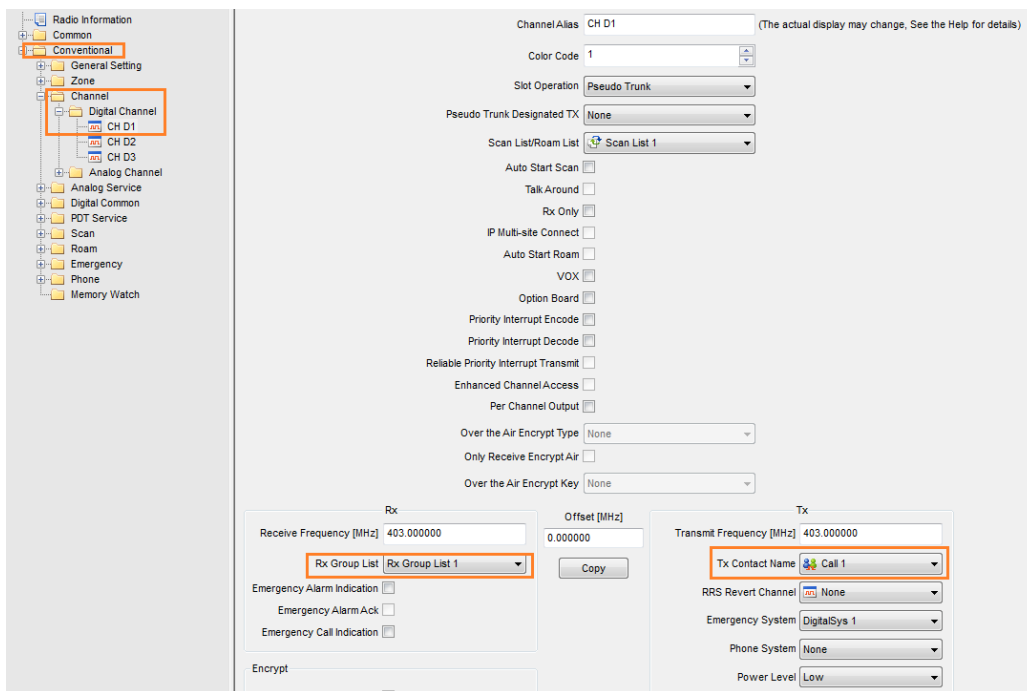 Radio Information
Common
Conventional
General Setting
Zone
Channel
Digital Channel
CH D1
CH D2
CH D3
Analog Channel
Analog Service
Digital Common
PDT Service
Scan
Roam
Emergency
Phone
Memory Watch
Channel Alias CH D1 (The actual display may change, See the Help for details)
Color Code 1
Slot Operation Pseudo Trunk
Pseudo Trunk Designated TX None
Scan List/Roam List Scan List 1
Auto Start Scan
Talk Around
Rx Only
IP Multi-site Connect
Auto Start Roam
VOX
Option Board
Priority Interrupt Encode
Priority Interrupt Decode
Reliable Priority Interrupt Transmit
Enhanced Channel Access
Per Channel Output
Over the Air Encrypt Type None
Only Receive Encrypt Air
Over the Air Encrypt Key None
Rx
Receive Frequency [MHz] 403.000000
Rx Group List Rx Group List 1
Emergency Alarm Indication
Emergency Alarm Ack
Emergency Call Indication
Encrypt
Offset [MHz]
0.000000
Copy
Tx
Transmit Frequency [MHz] 403.000000
Tx Contact Name Call 1
RRS Revert Channel None
Emergency System DigitalSys 1
Phone System None
Power Level Low